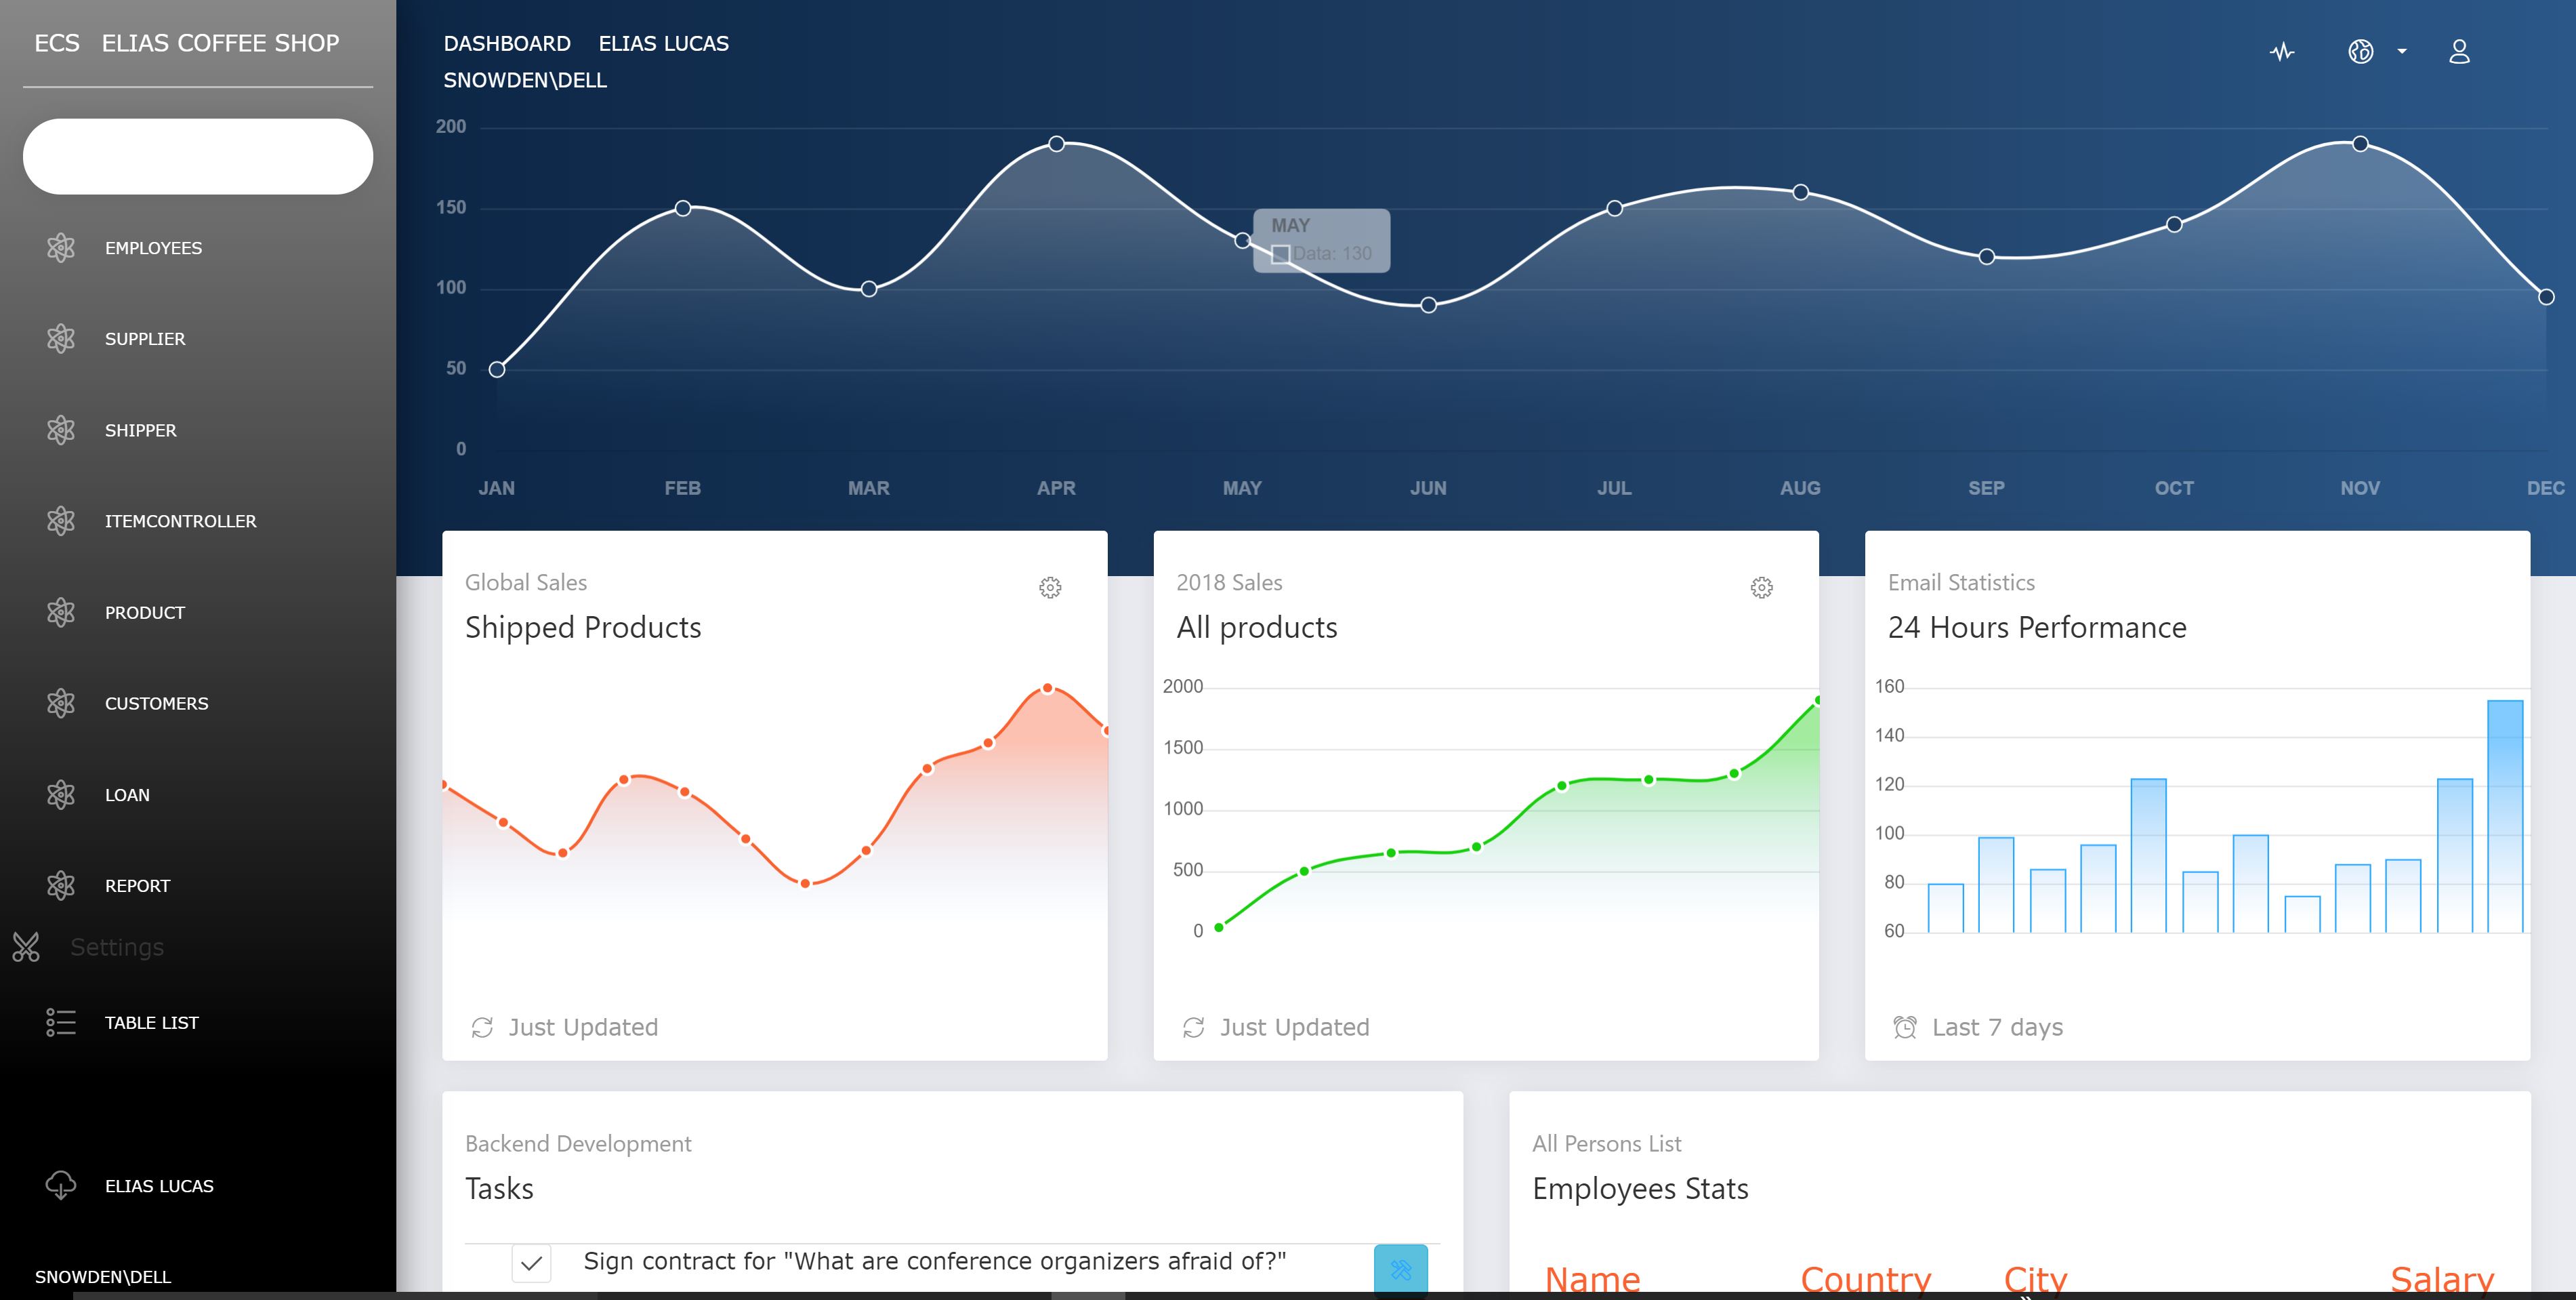 ECS ELIAS COFFEE SHOP
EMPLOYEES
SUPPLIER
SHIPPER
ITEMCONTROLLER
PRODUCT
CUSTOMERS
LOAN
REPORT
Settings
TABLE LIST
ELIAS LUCAS
SNOWDEN\DELL
DASHBOARD ELIAS LUCAS
SNOWDEN\DELL
200
150
100
50
0
MAY
Data: 130
JAN FEB MAR APR MAY JUN JUL AUG SEP OCT NOV DEC
Global Sales
Shipped Products
Just Updated
2018 Sales
All products
2000
1500
1000
500
0
Just Updated
Email Statistics
24 Hours Performance
160
140
120
100
80
60
Last 7 days
Backend Development
Tasks
Sign contract for "What are conference organizers afraid of?"
All Persons List
Employees Stats
Name Country City Salary